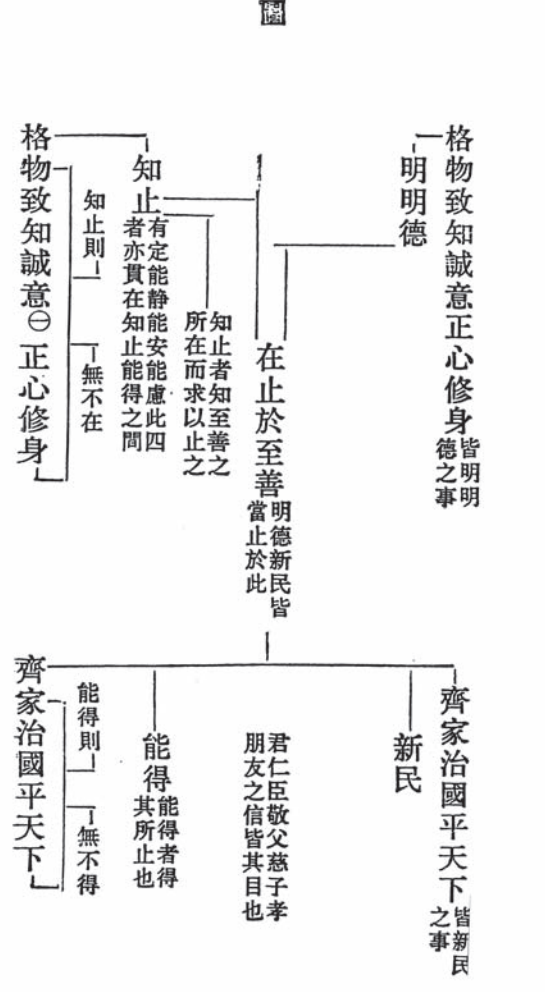 圖
格物致知誠意正心修身
皆明明
德之事
明明德
在止於至善
明德新民皆
當止於此
知止者知至善之
所在而求以止之
知止
有定能静能安能慮此四
者亦貫在知止能得之間
知止則
無不在
格物致知誠意㊀正心修身
齊家治國平天下
皆新民
之事
新民
君仁臣敬父慈子孝
朋友之信皆其目也
能得
能得者得
其所止也
能得則
無不得
齊家治國平天下